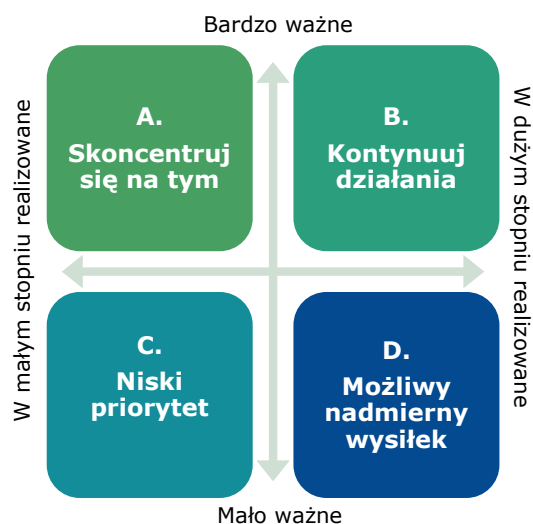 Bardzo ważne
W małym stopniu realizowane
A.
Skoncentruj
się na tym
B.
Kontynuuj
działania
W dużym stopniu realizowane
C.
Niski
priorytet
D.
Możliwy
nadmierny
wysiłek
Mało ważne